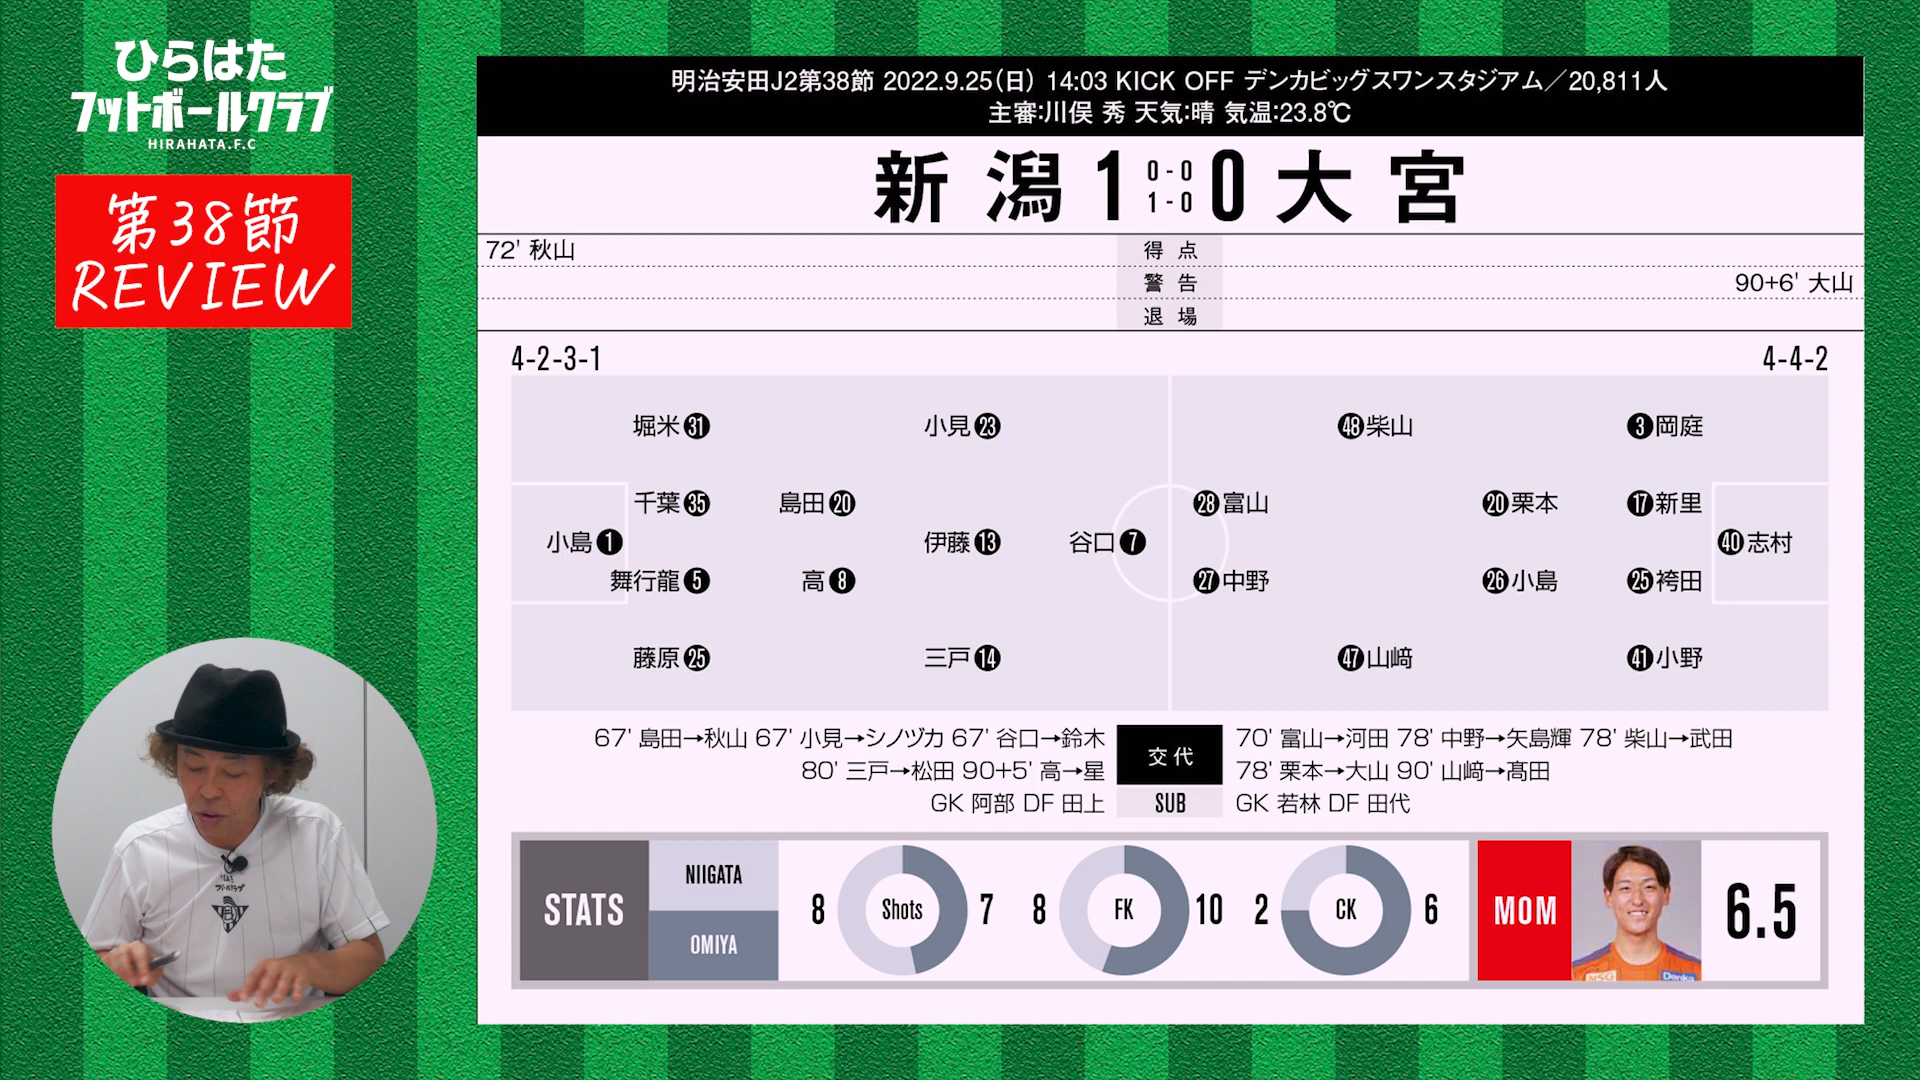 ひらはた
フットボールクラブ
HIRAHATA.F.C
第38節
REVIEW
明治安田J2第38節 2022.9.25(日) 14:03 KICK OFF デンカビッグスワンスタジアム／20,811人
主審:川俣 秀 天気:晴 気温:23.8℃
新潟 1 0-0 0 大宮
1-0
72' 秋山 得点
警告 90+6' 大山
退場
4-2-3-1 4-4-2
堀米 31 小見 23 48 柴山 3 岡庭
千葉 35 島田 20 28 富山 20 栗本 17 新里
小島 1 伊藤 13 谷口 7 40 志村
舞行龍 5 高 8 27 中野 26 小島 25 袴田
藤原 25 三戸 14 47 山﨑 41 小野
67' 島田→秋山 67' 小見→シノヅカ 67' 谷口→鈴木 交代 70' 富山→河田 78' 中野→矢島輝 78' 柴山→武田
80' 三戸→松田 90+5' 高→星 78' 栗本→大山 90' 山﨑→髙田
GK 阿部 DF 田上 SUB GK 若林 DF 田代
STATS
NIIGATA
OMIYA
8 Shots 7 8 FK 10 2 CK 6
MOM 6.5
NSG Denka